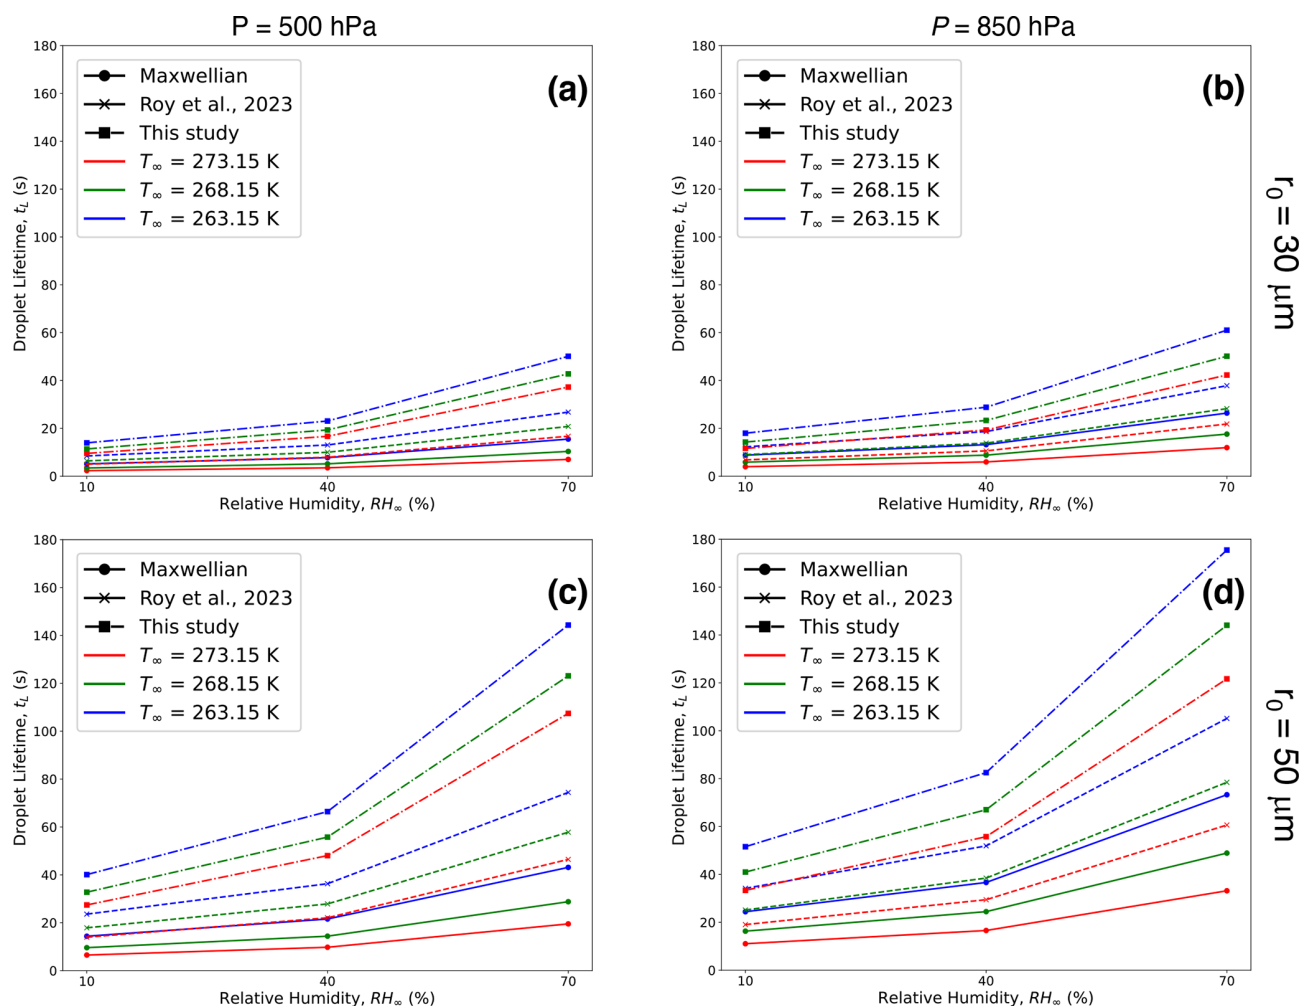 P = 500 hPa
P = 850 hPa
180
160
140
120
100
80
60
40
20
0
Droplet Lifetime, t_L (s)
Maxwellian
Roy et al., 2023
This study
T∞ = 273.15 K
T∞ = 268.15 K
T∞ = 263.15 K
(a)
10
40
70
Relative Humidity, RH∞ (%)
180
160
140
120
100
80
60
40
20
0
Droplet Lifetime, t_L (s)
Maxwellian
Roy et al., 2023
This study
T∞ = 273.15 K
T∞ = 268.15 K
T∞ = 263.15 K
(b)
10
40
70
Relative Humidity, RH∞ (%)
r₀ = 30 μm
180
160
140
120
100
80
60
40
20
0
Droplet Lifetime, t_L (s)
Maxwellian
Roy et al., 2023
This study
T∞ = 273.15 K
T∞ = 268.15 K
T∞ = 263.15 K
(c)
10
40
70
Relative Humidity, RH∞ (%)
180
160
140
120
100
80
60
40
20
0
Droplet Lifetime, t_L (s)
Maxwellian
Roy et al., 2023
This study
T∞ = 273.15 K
T∞ = 268.15 K
T∞ = 263.15 K
(d)
10
40
70
Relative Humidity, RH∞ (%)
r₀ = 50 μm